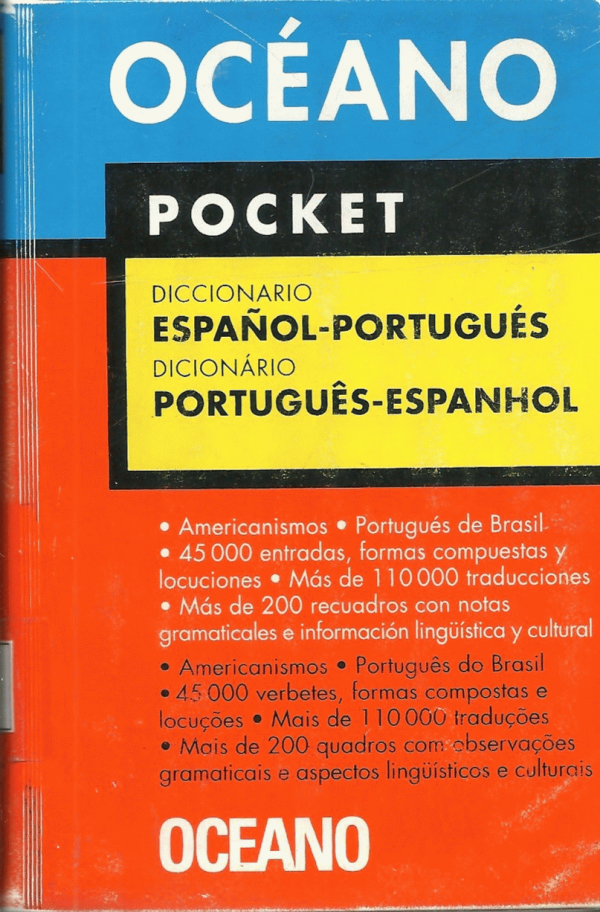 OCÉANO
POCKET
DICCIONARIO
ESPAÑOL-PORTUGUÉS
DICIONÁRIO
PORTUGUÊS-ESPANHOL
• Americanismos • Portugués de Brasil
• 45 000 entradas, formas compuestas y
locuciones • Más de 110 000 traducciones
• Más de 200 recuadros con notas
gramaticales e información lingüística y cultural
• Americanismos • Português do Brasil
• 45 000 verbetes, formas compostas e
locuções • Mais de 110 000 traduções
• Mais de 200 quadros com observações
gramaticais e aspectos lingüísticos e culturais
OCEANO